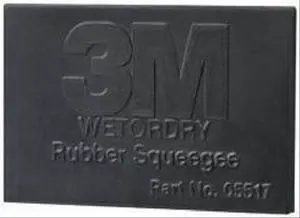 3M
WETORDRY
Rubber Squeegee
Part No. 05517